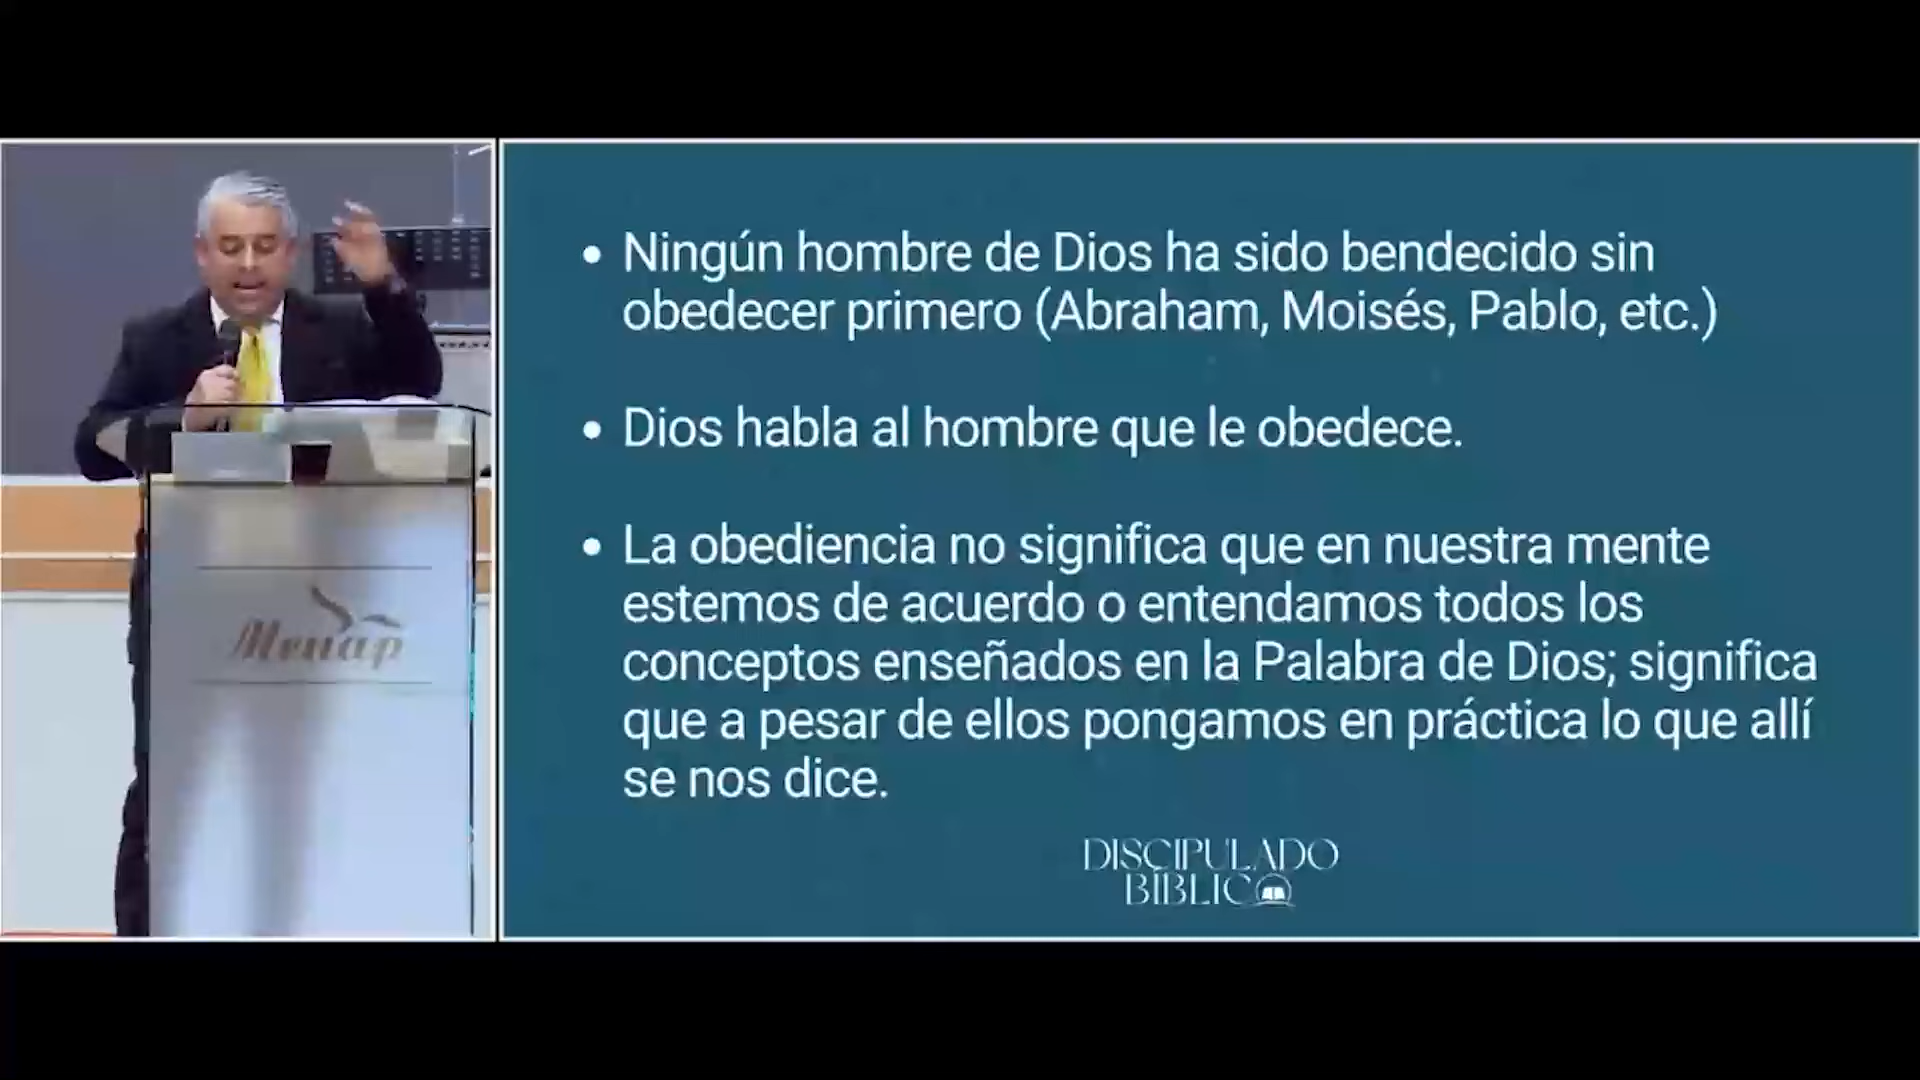 • Ningún hombre de Dios ha sido bendecido sin
obedecer primero (Abraham, Moisés, Pablo, etc.)
• Dios habla al hombre que le obedece.
• La obediencia no significa que en nuestra mente
estemos de acuerdo o entendamos todos los
conceptos enseñados en la Palabra de Dios; significa
que a pesar de ellos pongamos en práctica lo que allí
se nos dice.
DISCIPULADO
BÍBLICO
Menap